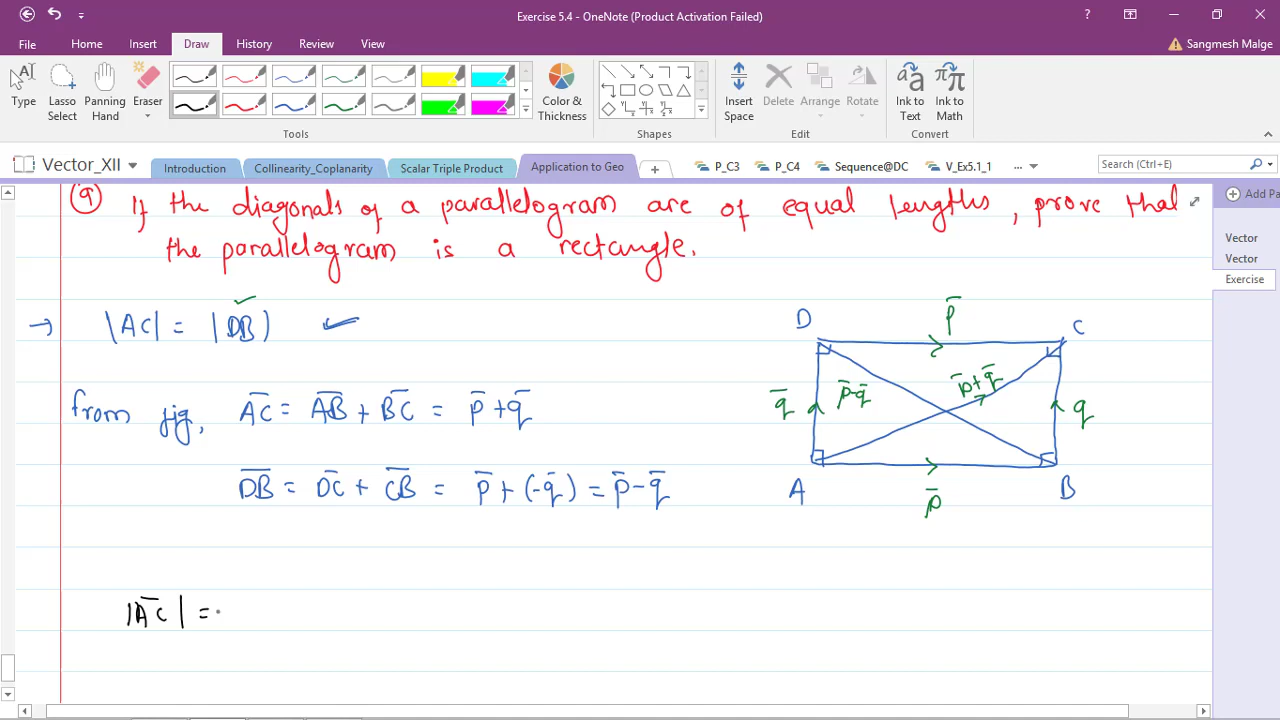 Exercise 5.4 - OneNote (Product Activation Failed)
?
File Home Insert Draw History Review View
Sangmesh Malge
Type
Lasso Select
Panning Hand
Eraser
Color & Thickness
Insert Space
Delete
Arrange
Rotate
Ink to Text
Ink to Math
Tools
Shapes
Edit
Convert
Vector_XII
Introduction
Collinearity_Coplanarity
Scalar Triple Product
Application to Geo
P_C3
P_C4
Sequence@DC
V_Ex5.1_1
...
Search (Ctrl+E)
Add Pa
Vector
Vector
Exercise
(9) If the diagonals of a parallelogram are of equal lengths, prove that
the parallelogram is a rectangle.
→ |AC| = |DB|
from fig, A̅C̅ = A̅B̅ + B̅C̅ = p̅ + q̅
D̅B̅ = D̅C̅ + C̅B̅ = p̅ + (-q̅) = p̅ - q̅
|A̅C̅| =
p̅
D
C
q̅
p̅-q̅
p̅+q̅
q
A
p̅
B